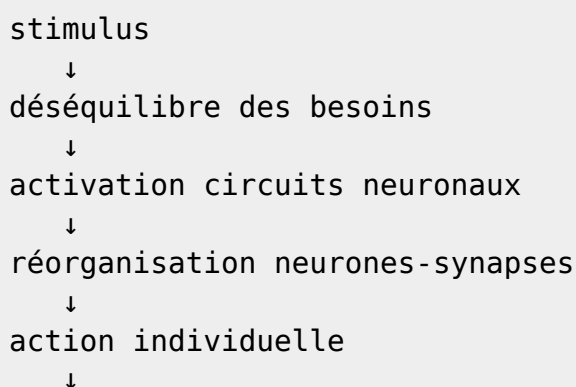 stimulus
↓
déséquilibre des besoins
↓
activation circuits neuronaux
↓
réorganisation neurones-synapses
↓
action individuelle
↓